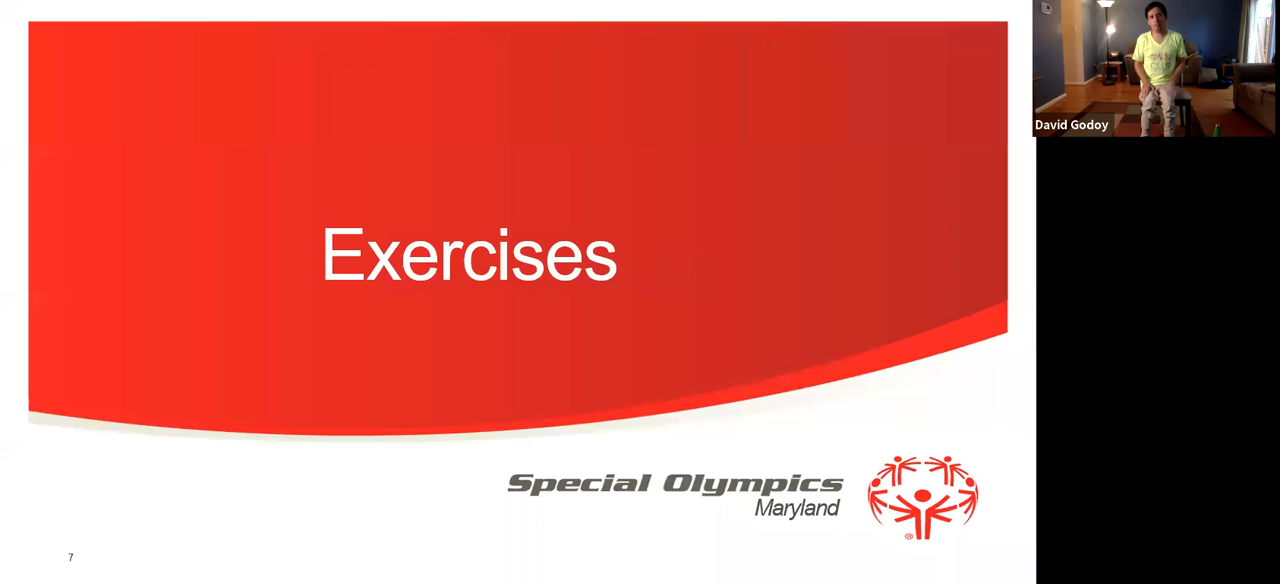 Exercises
Special Olympics
Maryland
®
7
David Godoy